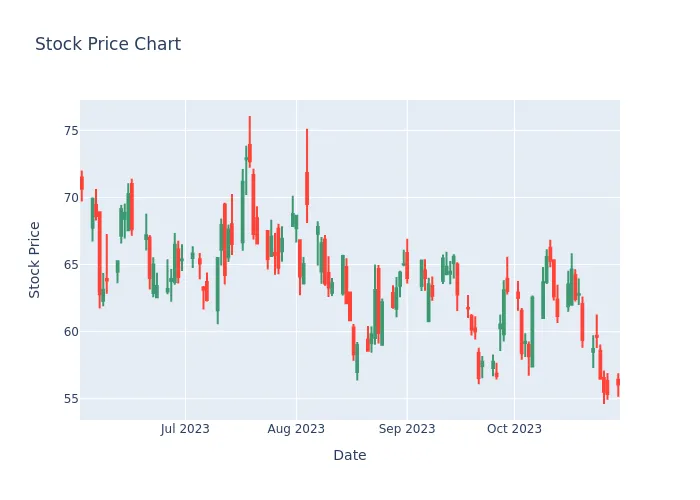 Stock Price Chart
Stock Price
75
70
65
60
55
Jul 2023
Aug 2023
Sep 2023
Oct 2023
Date